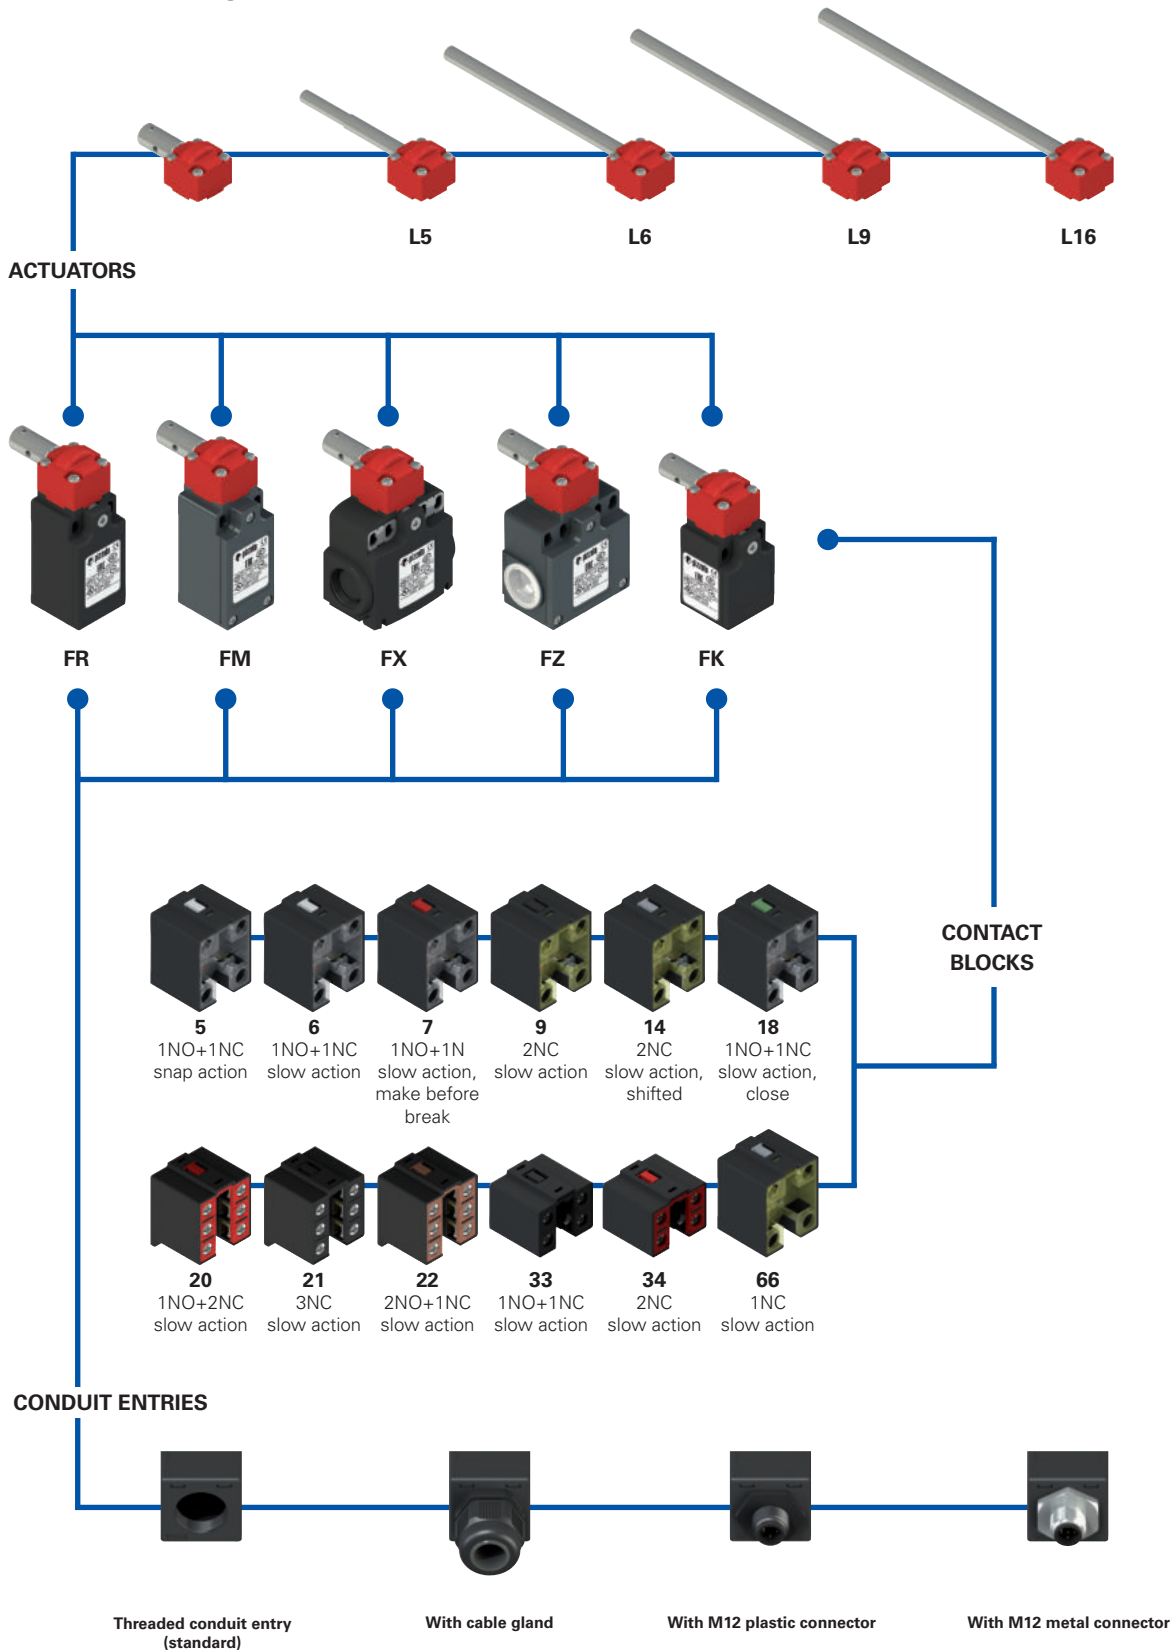 L5
L6
L9
L16
ACTUATORS
FR
FM
FX
FZ
FK
CONTACT
BLOCKS
5
1NO+1NC
snap action
6
1NO+1NC
slow action
7
1NO+1N
slow action,
make before
break
9
2NC
slow action
14
2NC
slow action,
shifted
18
1NO+1NC
slow action,
close
20
1NO+2NC
slow action
21
3NC
slow action
22
2NO+1NC
slow action
33
1NO+1NC
slow action
34
2NC
slow action
66
1NC
slow action
CONDUIT ENTRIES
Threaded conduit entry
(standard)
With cable gland
With M12 plastic connector
With M12 metal connector